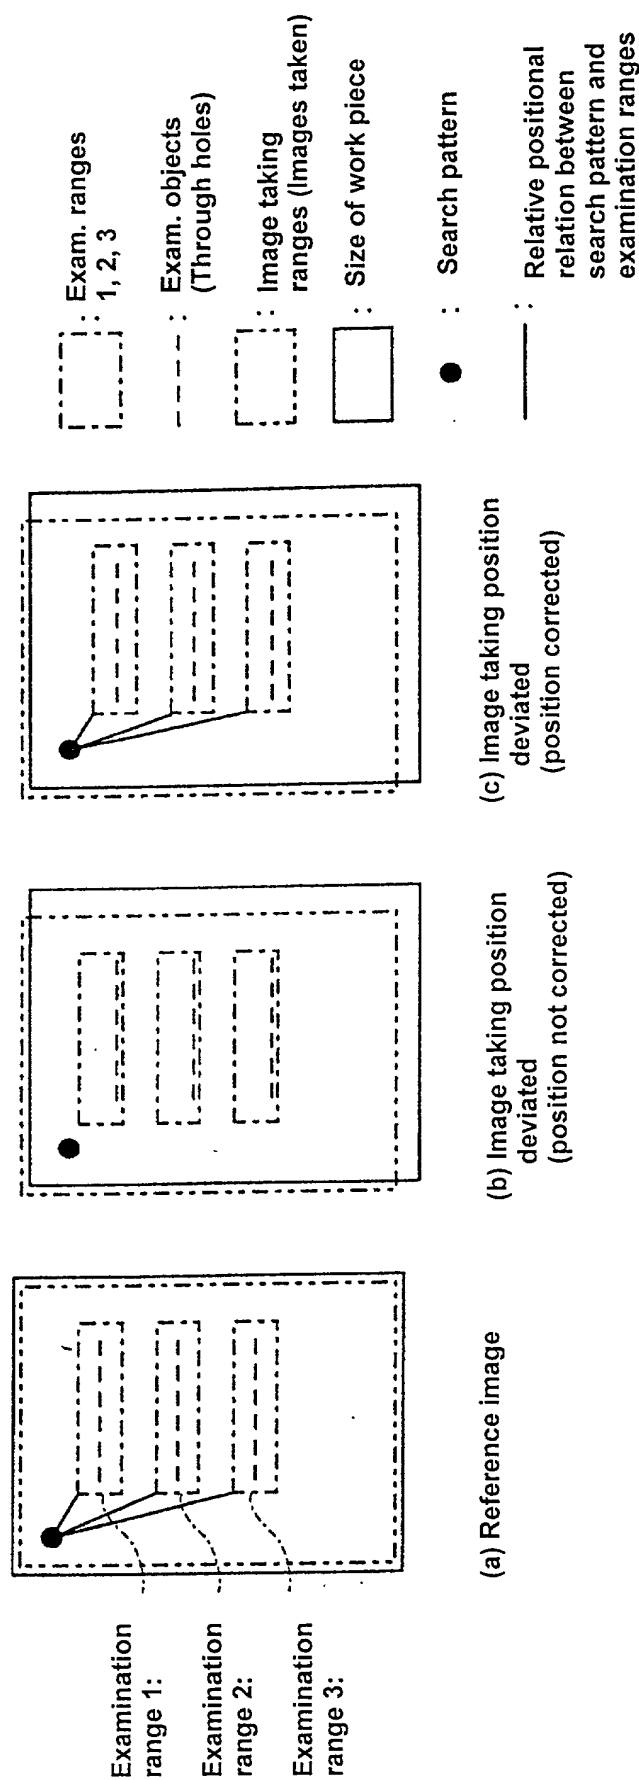 Examination
range 1:
Examination
range 2:
Examination
range 3:
(a) Reference image
(b) Image taking position
deviated
(position not corrected)
(c) Image taking position
deviated
(position corrected)
: Exam. ranges
1, 2, 3
: Exam. objects
(Through holes)
: Image taking
ranges (Images taken)
: Size of work piece
: Search pattern
: Relative positional
relation between
search pattern and
examination ranges